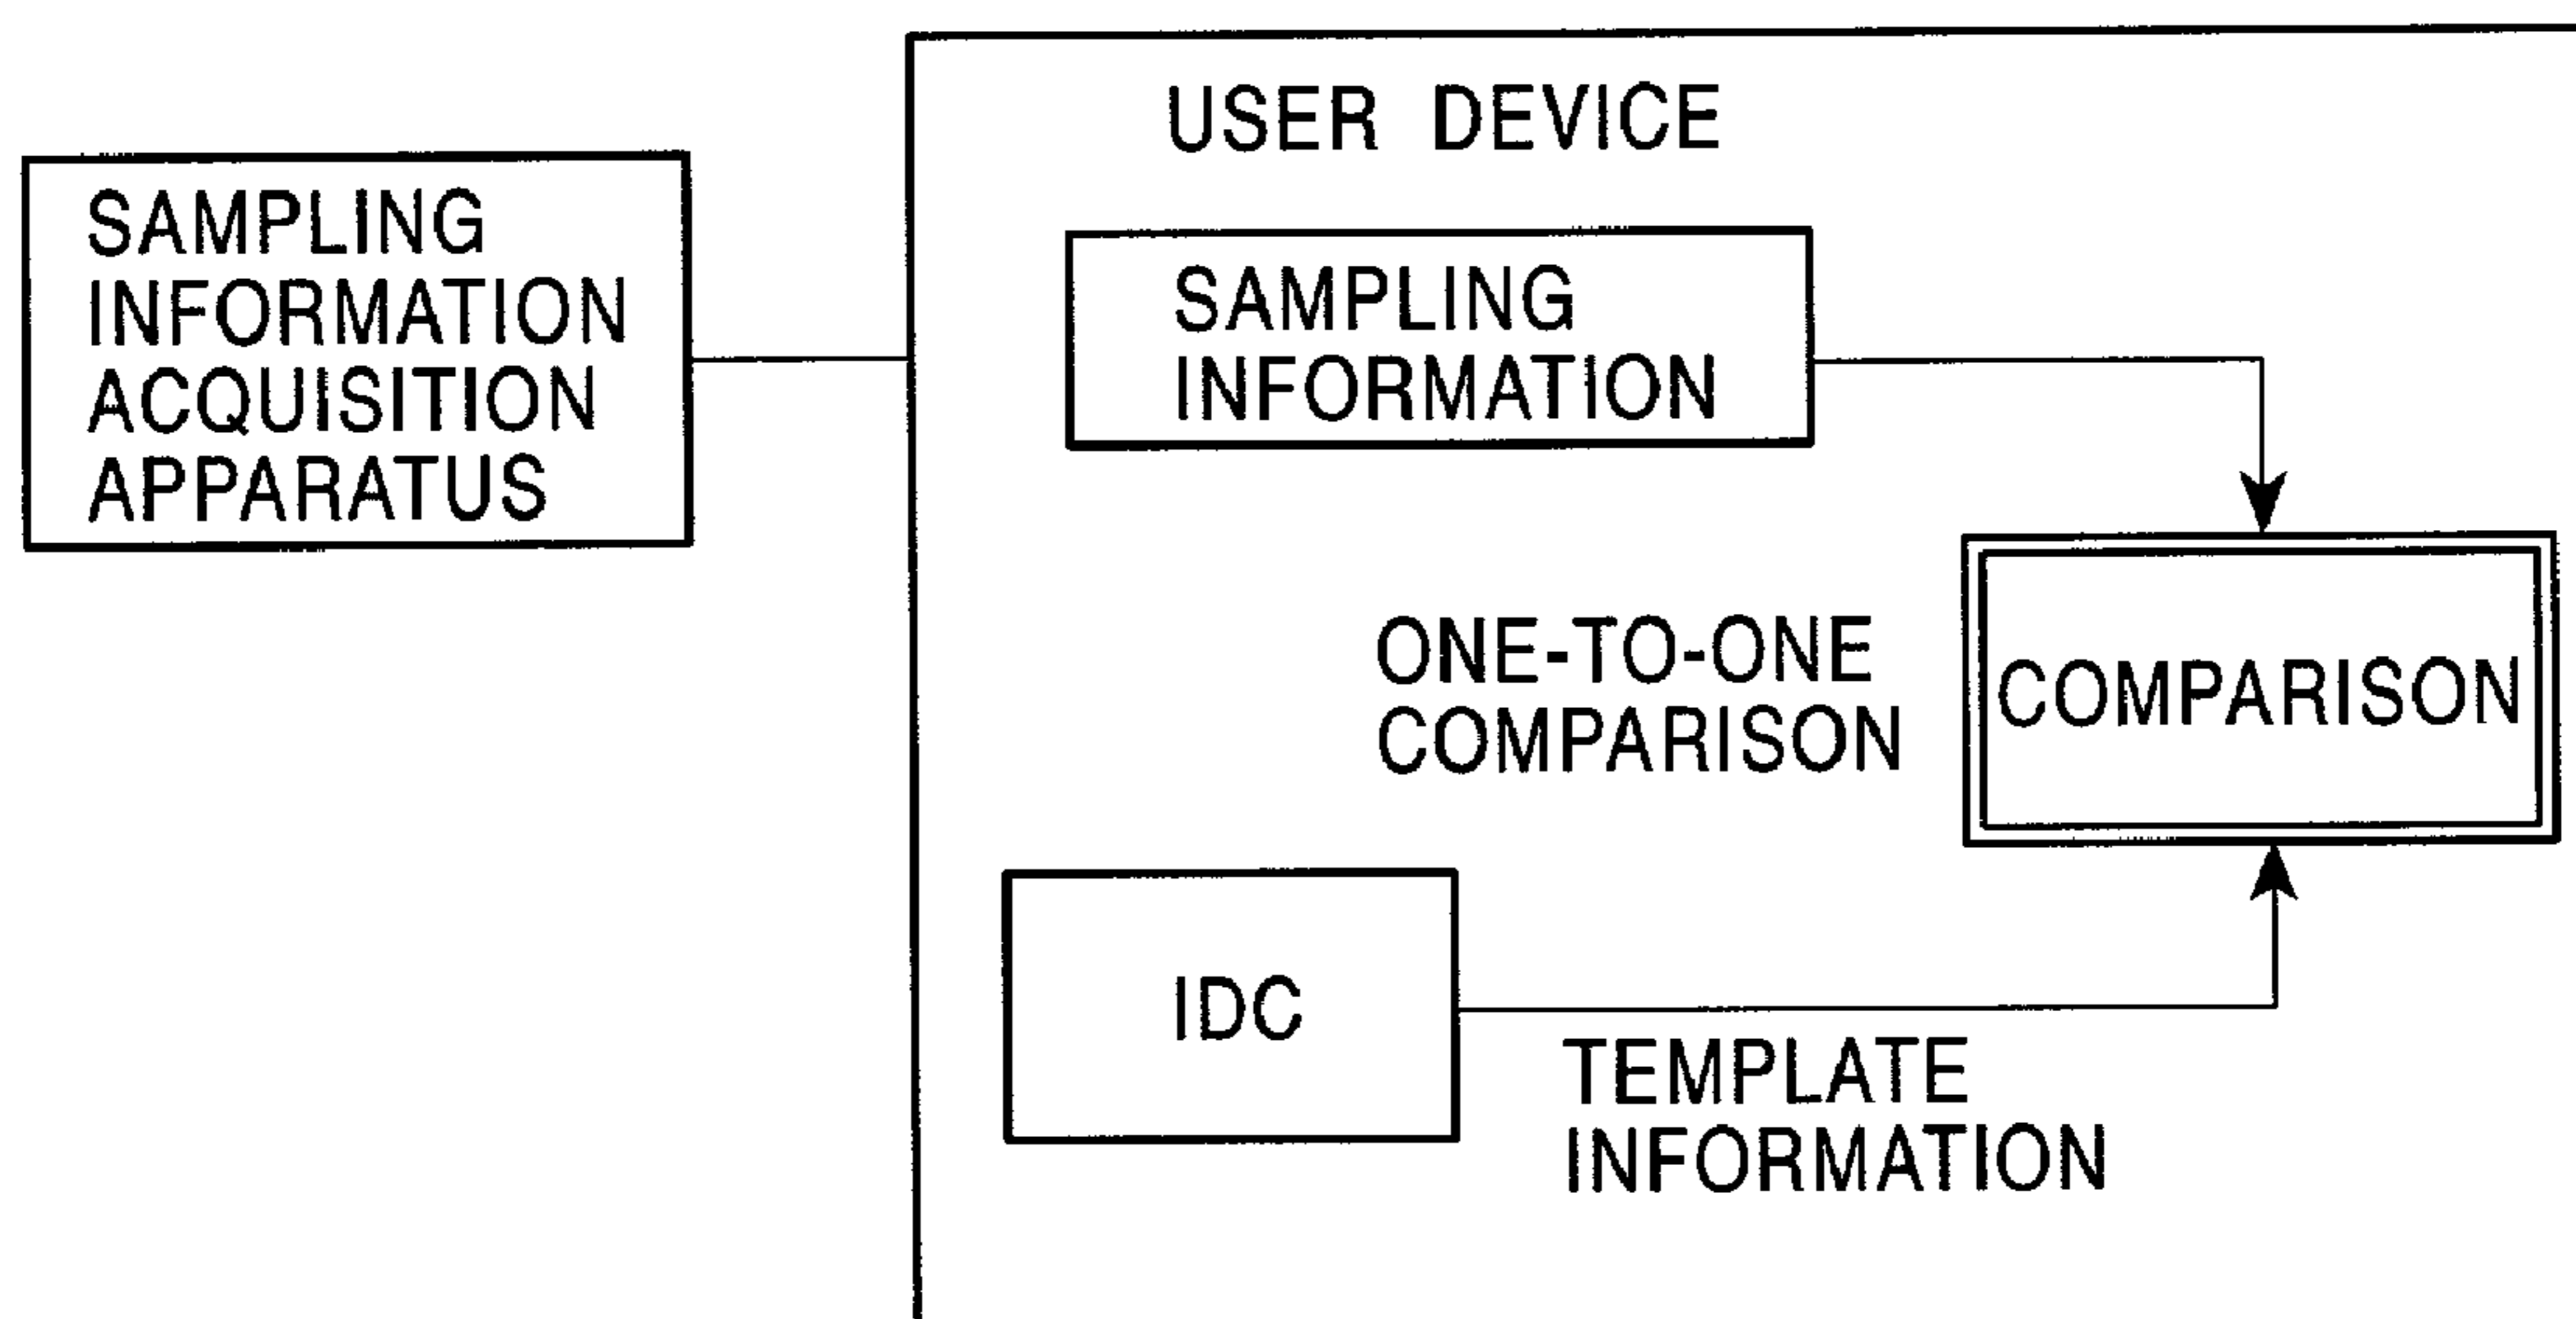 USER DEVICE
SAMPLING
INFORMATION
ACQUISITION
APPARATUS
SAMPLING
INFORMATION
ONE-TO-ONE
COMPARISON
COMPARISON
IDC
TEMPLATE
INFORMATION